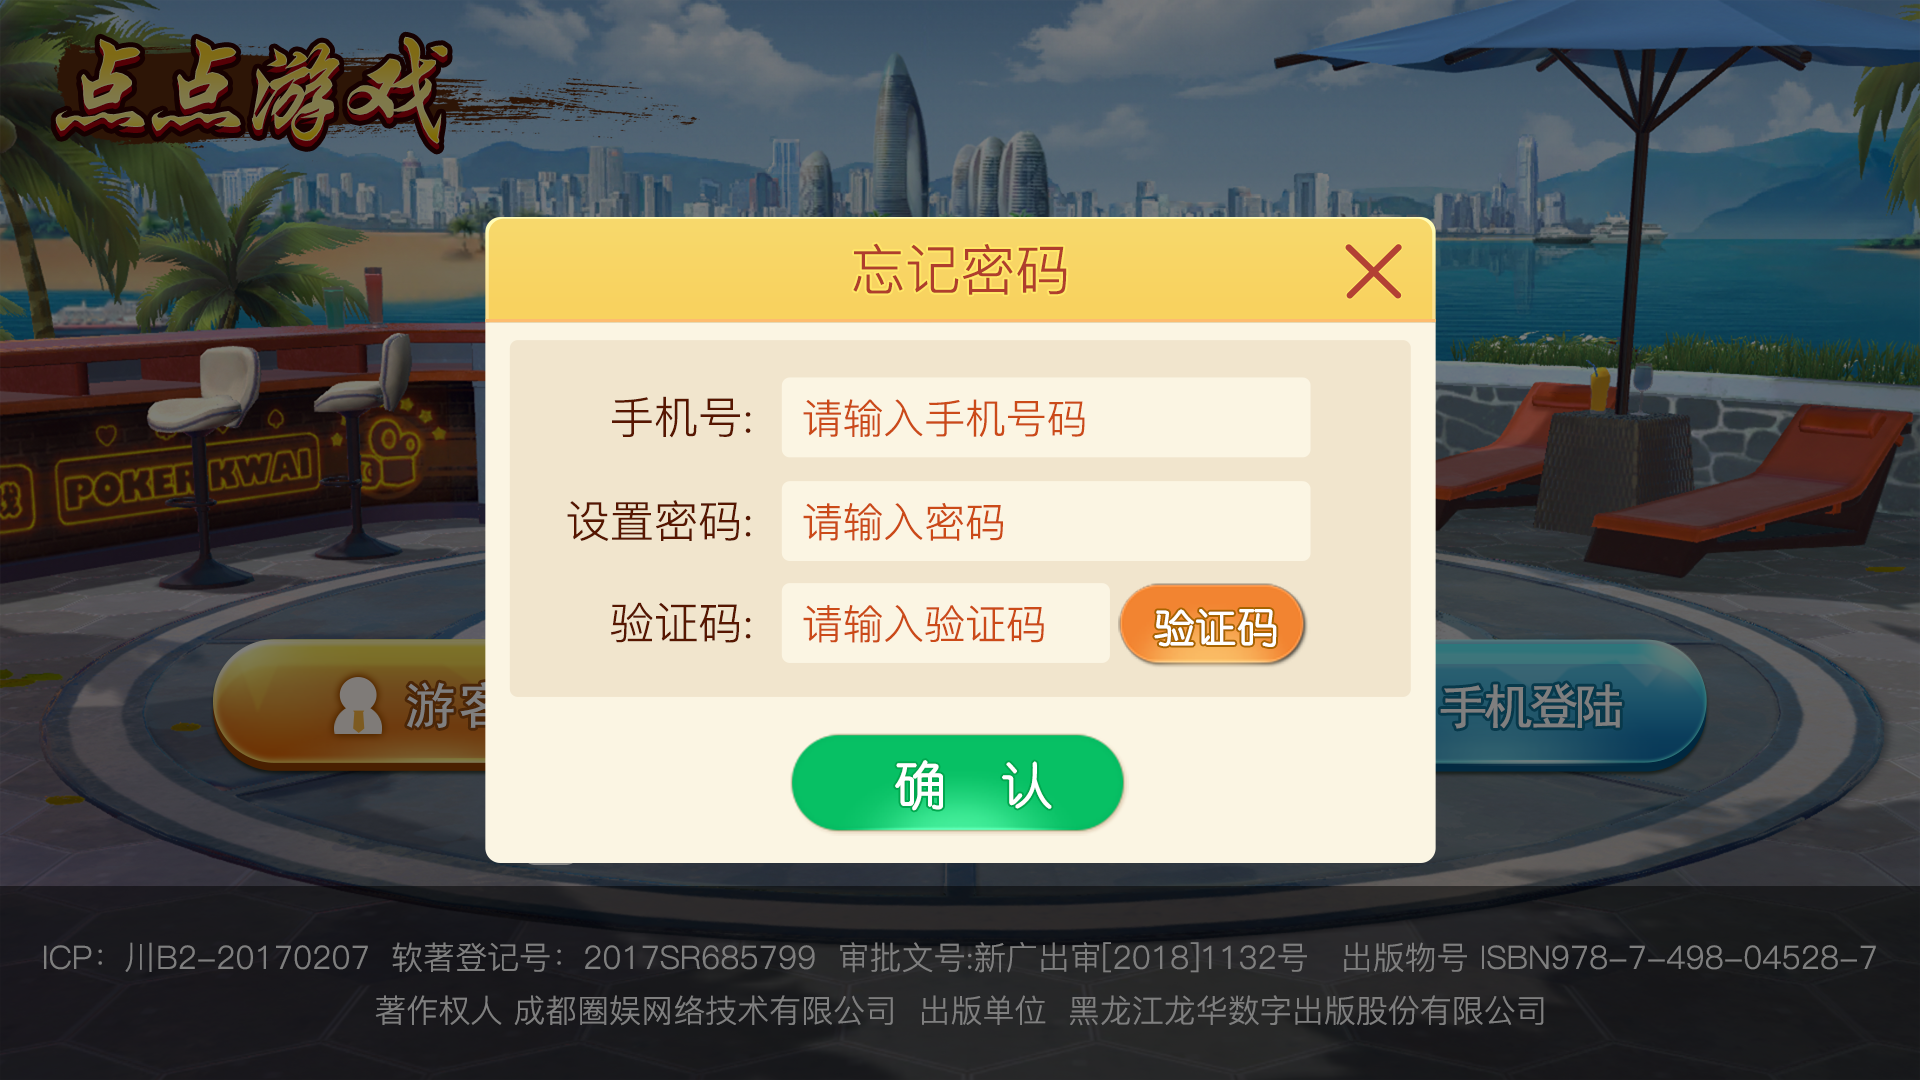 点点游戏
忘记密码
手机号: 请输入手机号码
设置密码: 请输入密码
验证码: 请输入验证码 验证码
POKER KWAI
游客
手机登陆
确 认
ICP：川B2-20170207 软著登记号：2017SR685799 审批文号:新广出审[2018]1132号 出版物号 ISBN978-7-498-04528-7
著作权人 成都圈娱网络技术有限公司 出版单位 黑龙江龙华数字出版股份有限公司